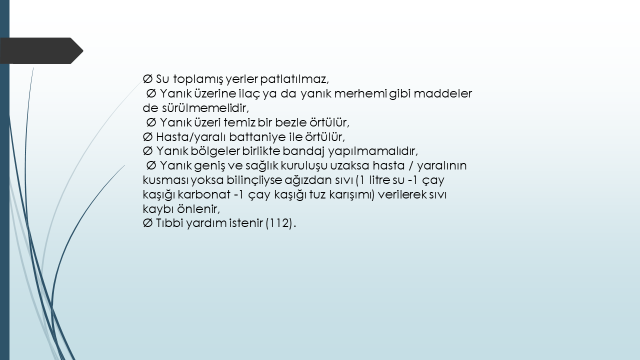 Ø Su toplamış yerler patlatılmaz,
Ø Yanık üzerine ilaç ya da yanık merhemi gibi maddeler
de sürülmemelidir,
Ø Yanık üzeri temiz bir bezle örtülür,
Ø Hasta/yaralı battaniye ile örtülür,
Ø Yanık bölgeler birlikte bandaj yapılmamalıdır,
Ø Yanık geniş ve sağlık kuruluşu uzaksa hasta / yaralının
kusması yoksa bilinçliyse ağızdan sıvı (1 litre su -1 çay
kaşığı karbonat -1 çay kaşığı tuz karışımı) verilerek sıvı
kaybı önlenir,
Ø Tıbbi yardım istenir (112).